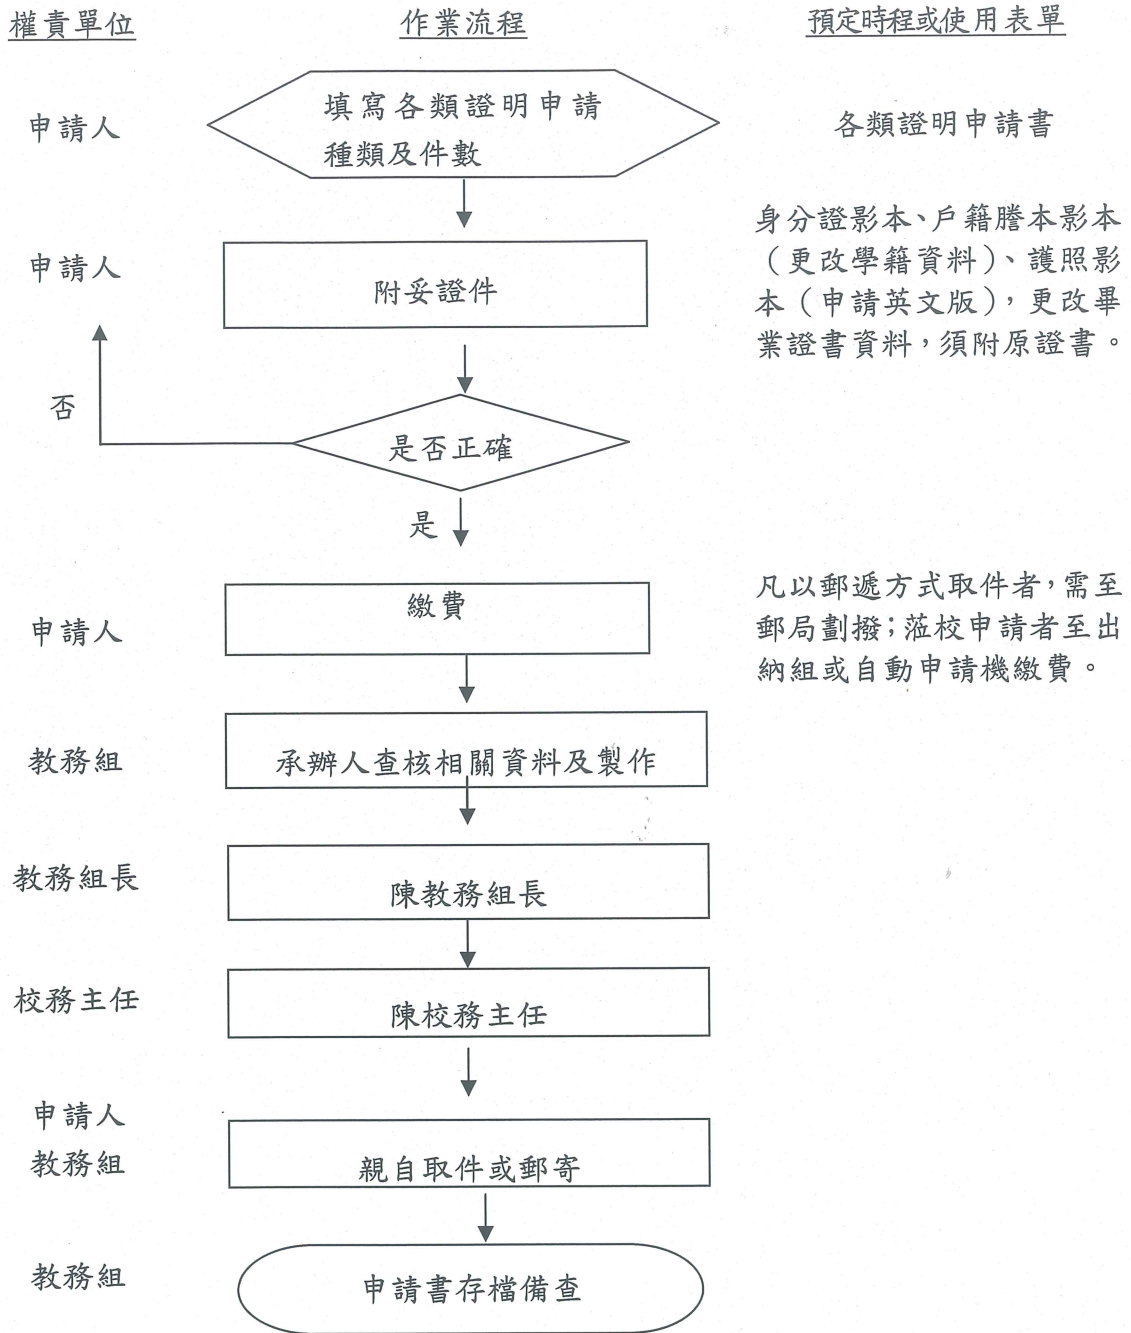 權責單位 作業流程 預定時程或使用表單
申請人 填寫各類證明申請 各類證明申請書
種類及件數
申請人 附妥證件 身分證影本、戶籍謄本影本
（更改學籍資料）、護照影
本（申請英文版），更改畢
業證書資料，須附原證書。
否
是否正確
是
申請人 繳費 凡以郵遞方式取件者，需至
郵局劃撥；蒞校申請者至出
納組或自動申請機繳費。
教務組 承辦人查核相關資料及製作
教務組長 陳教務組長
校務主任 陳校務主任
申請人
教務組 親自取件或郵寄
教務組 申請書存檔備查